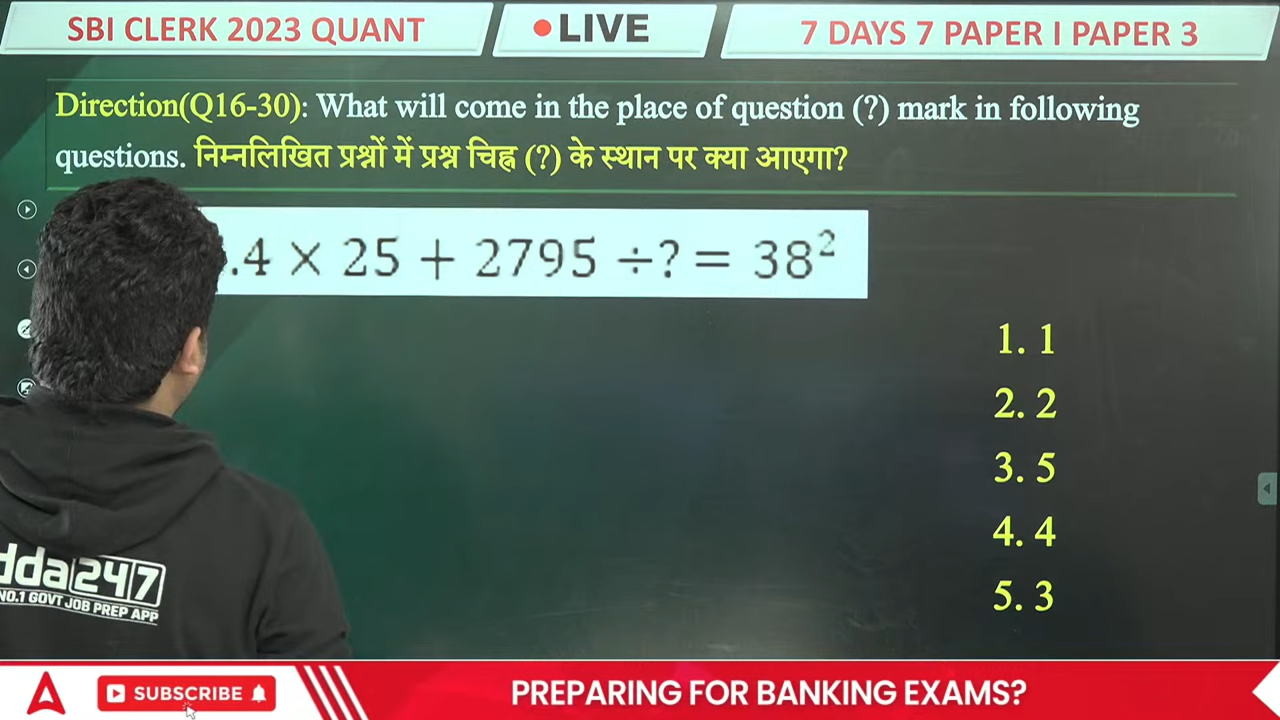 SBI CLERK 2023 QUANT
LIVE
7 DAYS 7 PAPER I PAPER 3
Direction(Q16-30): What will come in the place of question (?) mark in following
questions. निम्नलिखित प्रश्नों में प्रश्न चिह्न (?) के स्थान पर क्या आएगा?
.4 × 25 + 2795 ÷? = 38²
1. 1
2. 2
3. 5
4. 4
5. 3
dda247
NO.1 GOVT JOB PREP APP
SUBSCRIBE
PREPARING FOR BANKING EXAMS?